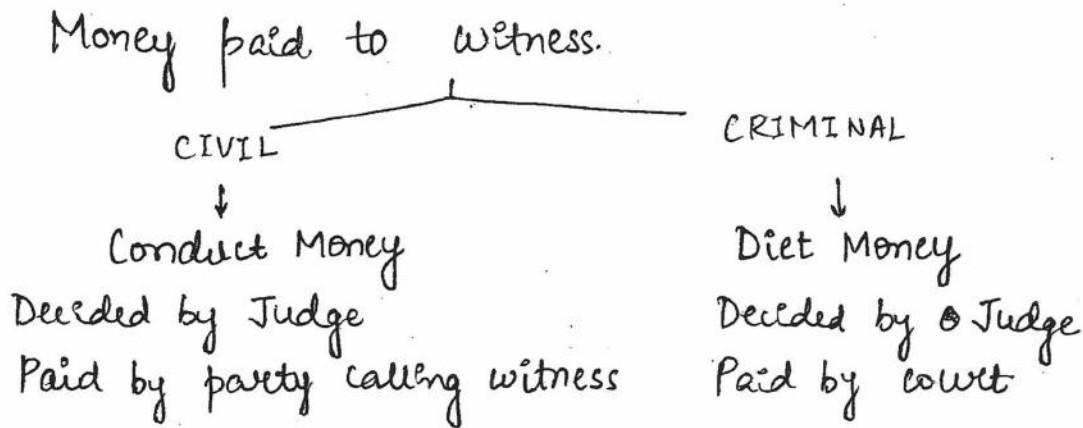 Money paid to witness.
CIVIL
CRIMINAL
↓
↓
Conduct Money
Diet Money
Decided by Judge
Decided by Judge
Paid by party calling witness
Paid by court